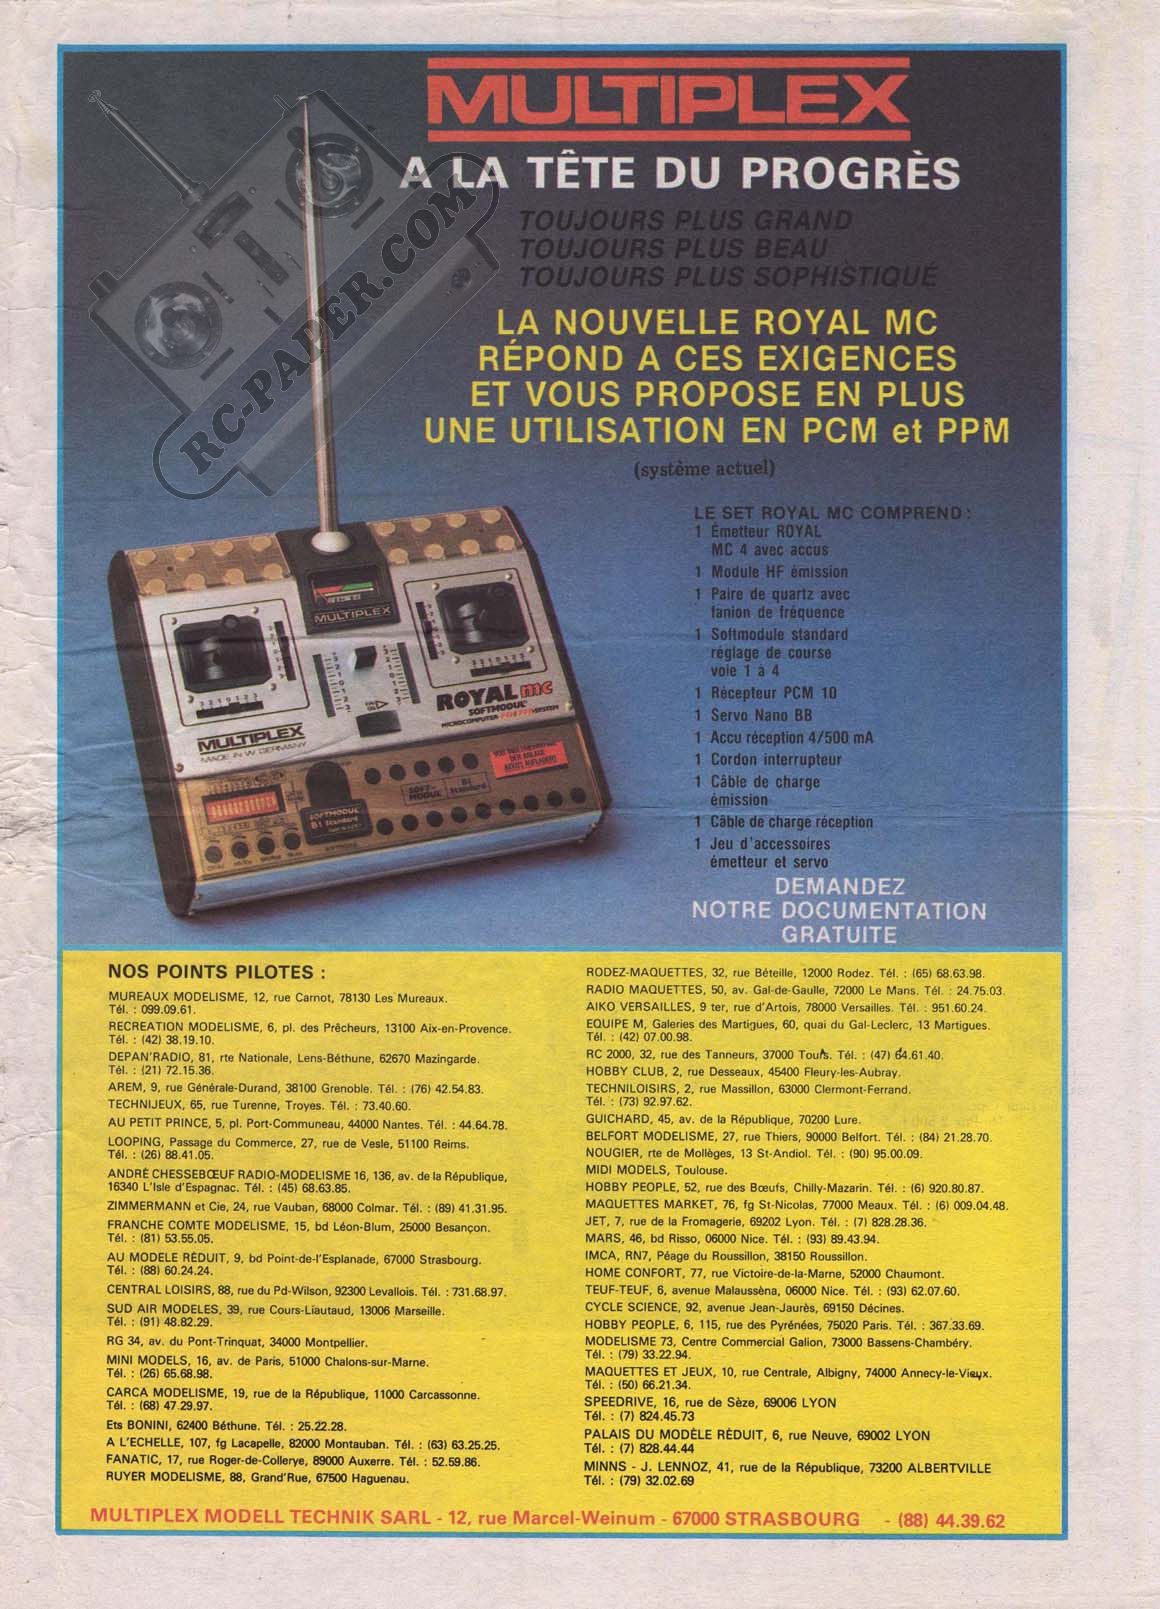 MULTIPLEX
A LA TÊTE DU PROGRÈS
TOUJOURS PLUS GRAND
TOUJOURS PLUS BEAU
TOUJOURS PLUS SOPHISTIQUÉ
RC-PAPER.COM
LA NOUVELLE ROYAL MC
RÉPOND A CES EXIGENCES
ET VOUS PROPOSE EN PLUS
UNE UTILISATION EN PCM et PPM
(système actuel)
LE SET ROYAL MC COMPREND :
1 Émetteur ROYAL
MC 4 avec accus
1 Module HF émission
1 Paire de quartz avec
fanion de fréquence
1 Softmodule standard
réglage de course
voie 1 à 4
1 Récepteur PCM 10
1 Servo Nano BB
1 Accu réception 4/500 mA
1 Cordon interrupteur
1 Câble de charge
émission
1 Câble de charge réception
1 Jeu d'accessoires
émetteur et servo
DEMANDEZ
NOTRE DOCUMENTATION
GRATUITE
MULTIPLEX
ROYAL mc
SOFTMODUL
MICROCOMPUTER SYSTEM
MULTIPLEX
MADE IN W. GERMANY
SOFT-
MODUL
B1
Standard
SOFTMODUL
B1 Standard
NOS POINTS PILOTES :
MUREAUX MODELISME, 12, rue Carnot, 78130 Les Mureaux.
Tél. : 099.09.61.
RECREATION MODELISME, 6, pl. des Prêcheurs, 13100 Aix-en-Provence.
Tél. : (42) 38.19.10.
DEPAN'RADIO, 81, rte Nationale, Lens-Béthune, 62670 Mazingarde.
Tél. : (21) 72.15.36.
AREM, 9, rue Générale-Durand, 38100 Grenoble. Tél. : (76) 42.54.83.
TECHNIJEUX, 65, rue Turenne, Troyes. Tél. : 73.40.60.
AU PETIT PRINCE, 5, pl. Port-Communeau, 44000 Nantes. Tél. : 44.64.78.
LOOPING, Passage du Commerce, 27, rue de Vesle, 51100 Reims.
Tél. : (26) 88.41.05.
ANDRÉ CHESSEBŒUF RADIO-MODELISME 16, 136, av. de la République,
16340 L'Isle d'Espagnac. Tél. : (45) 68.63.85.
ZIMMERMANN et Cie, 24, rue Vauban, 68000 Colmar. Tél. : (89) 41.31.95.
FRANCHE COMTE MODELISME, 15, bd Léon-Blum, 25000 Besançon.
Tél. : (81) 53.55.05.
AU MODELE RÉDUIT, 9, bd Point-de-l'Esplanade, 67000 Strasbourg.
Tél. : (88) 60.24.24.
CENTRAL LOISIRS, 88, rue du Pd-Wilson, 92300 Levallois. Tél. : 731.68.97.
SUD AIR MODELES, 39, rue Cours-Liautaud, 13006 Marseille.
Tél. : (91) 48.82.29.
RG 34, av. du Pont-Trinquat, 34000 Montpellier.
MINI MODELS, 16, av. de Paris, 51000 Chalons-sur-Marne.
Tél. : (26) 65.68.98.
CARCA MODELISME, 19, rue de la République, 11000 Carcassonne.
Tél. : (68) 47.29.97.
Ets BONINI, 62400 Béthune. Tél. : 25.22.28.
A L'ECHELLE, 107, fg Lacapelle, 82000 Montauban. Tél. : (63) 63.25.25.
FANATIC, 17, rue Roger-de-Collerye, 89000 Auxerre. Tél. : 52.59.86.
RUYER MODELISME, 88, Grand'Rue, 67500 Haguenau.
RODEZ-MAQUETTES, 32, rue Béteille, 12000 Rodez. Tél. : (65) 68.63.98.
RADIO MAQUETTES, 50, av. Gal-de-Gaulle, 72000 Le Mans. Tél. : 24.75.03.
AIKO VERSAILLES, 9 ter, rue d'Artois, 78000 Versailles. Tél. : 951.60.24.
EQUIPE M, Galeries des Martigues, 60, quai du Gal-Leclerc, 13 Martigues.
Tél. : (42) 07.00.98.
RC 2000, 32, rue des Tanneurs, 37000 Tours. Tél. : (47) 64.61.40.
HOBBY CLUB, 2, rue Desseaux, 45400 Fleury-les-Aubray.
TECHNILOISIRS, 2, rue Massillon, 63000 Clermont-Ferrand.
Tél. : (73) 92.97.62.
GUICHARD, 45, av. de la République, 70200 Lure.
BELFORT MODELISME, 27, rue Thiers, 90000 Belfort. Tél. : (84) 21.28.70.
NOUGIER, rte de Mollèges, 13 St-Andiol. Tél. : (90) 95.00.09.
MIDI MODELS, Toulouse.
HOBBY PEOPLE, 52, rue des Bœufs, Chilly-Mazarin. Tél. : (6) 920.80.87.
MAQUETTES MARKET, 76, fg St-Nicolas, 77000 Meaux. Tél. : (6) 009.04.48.
JET, 7, rue de la Fromagerie, 69202 Lyon. Tél. : (7) 828.28.36.
MARS, 46, bd Risso, 06000 Nice. Tél. : (93) 89.43.94.
IMCA, RN7, Péage du Roussillon, 38150 Roussillon.
HOME CONFORT, 77, rue Victoire-de-la-Marne, 52000 Chaumont.
TEUF-TEUF, 6, avenue Malaussèna, 06000 Nice. Tél. : (93) 62.07.60.
CYCLE SCIENCE, 92, avenue Jean-Jaurès, 69150 Décines.
HOBBY PEOPLE, 6, 115, rue des Pyrénées, 75020 Paris. Tél. : 367.33.69.
MODELISME 73, Centre Commercial Galion, 73000 Bassens-Chambéry.
Tél. : (79) 33.22.94.
MAQUETTES ET JEUX, 10, rue Centrale, Albigny, 74000 Annecy-le-Vieux.
Tél. : (50) 66.21.34.
SPEEDRIVE, 16, rue de Sèze, 69006 LYON
Tél. : (7) 824.45.73
PALAIS DU MODÈLE RÉDUIT, 6, rue Neuve, 69002 LYON
Tél. : (7) 828.44.44
MINNS - J. LENNOZ, 41, rue de la République, 73200 ALBERTVILLE
Tél. : (79) 32.02.69
MULTIPLEX MODELL TECHNIK SARL - 12, rue Marcel-Weinum - 67000 STRASBOURG - (88) 44.39.62